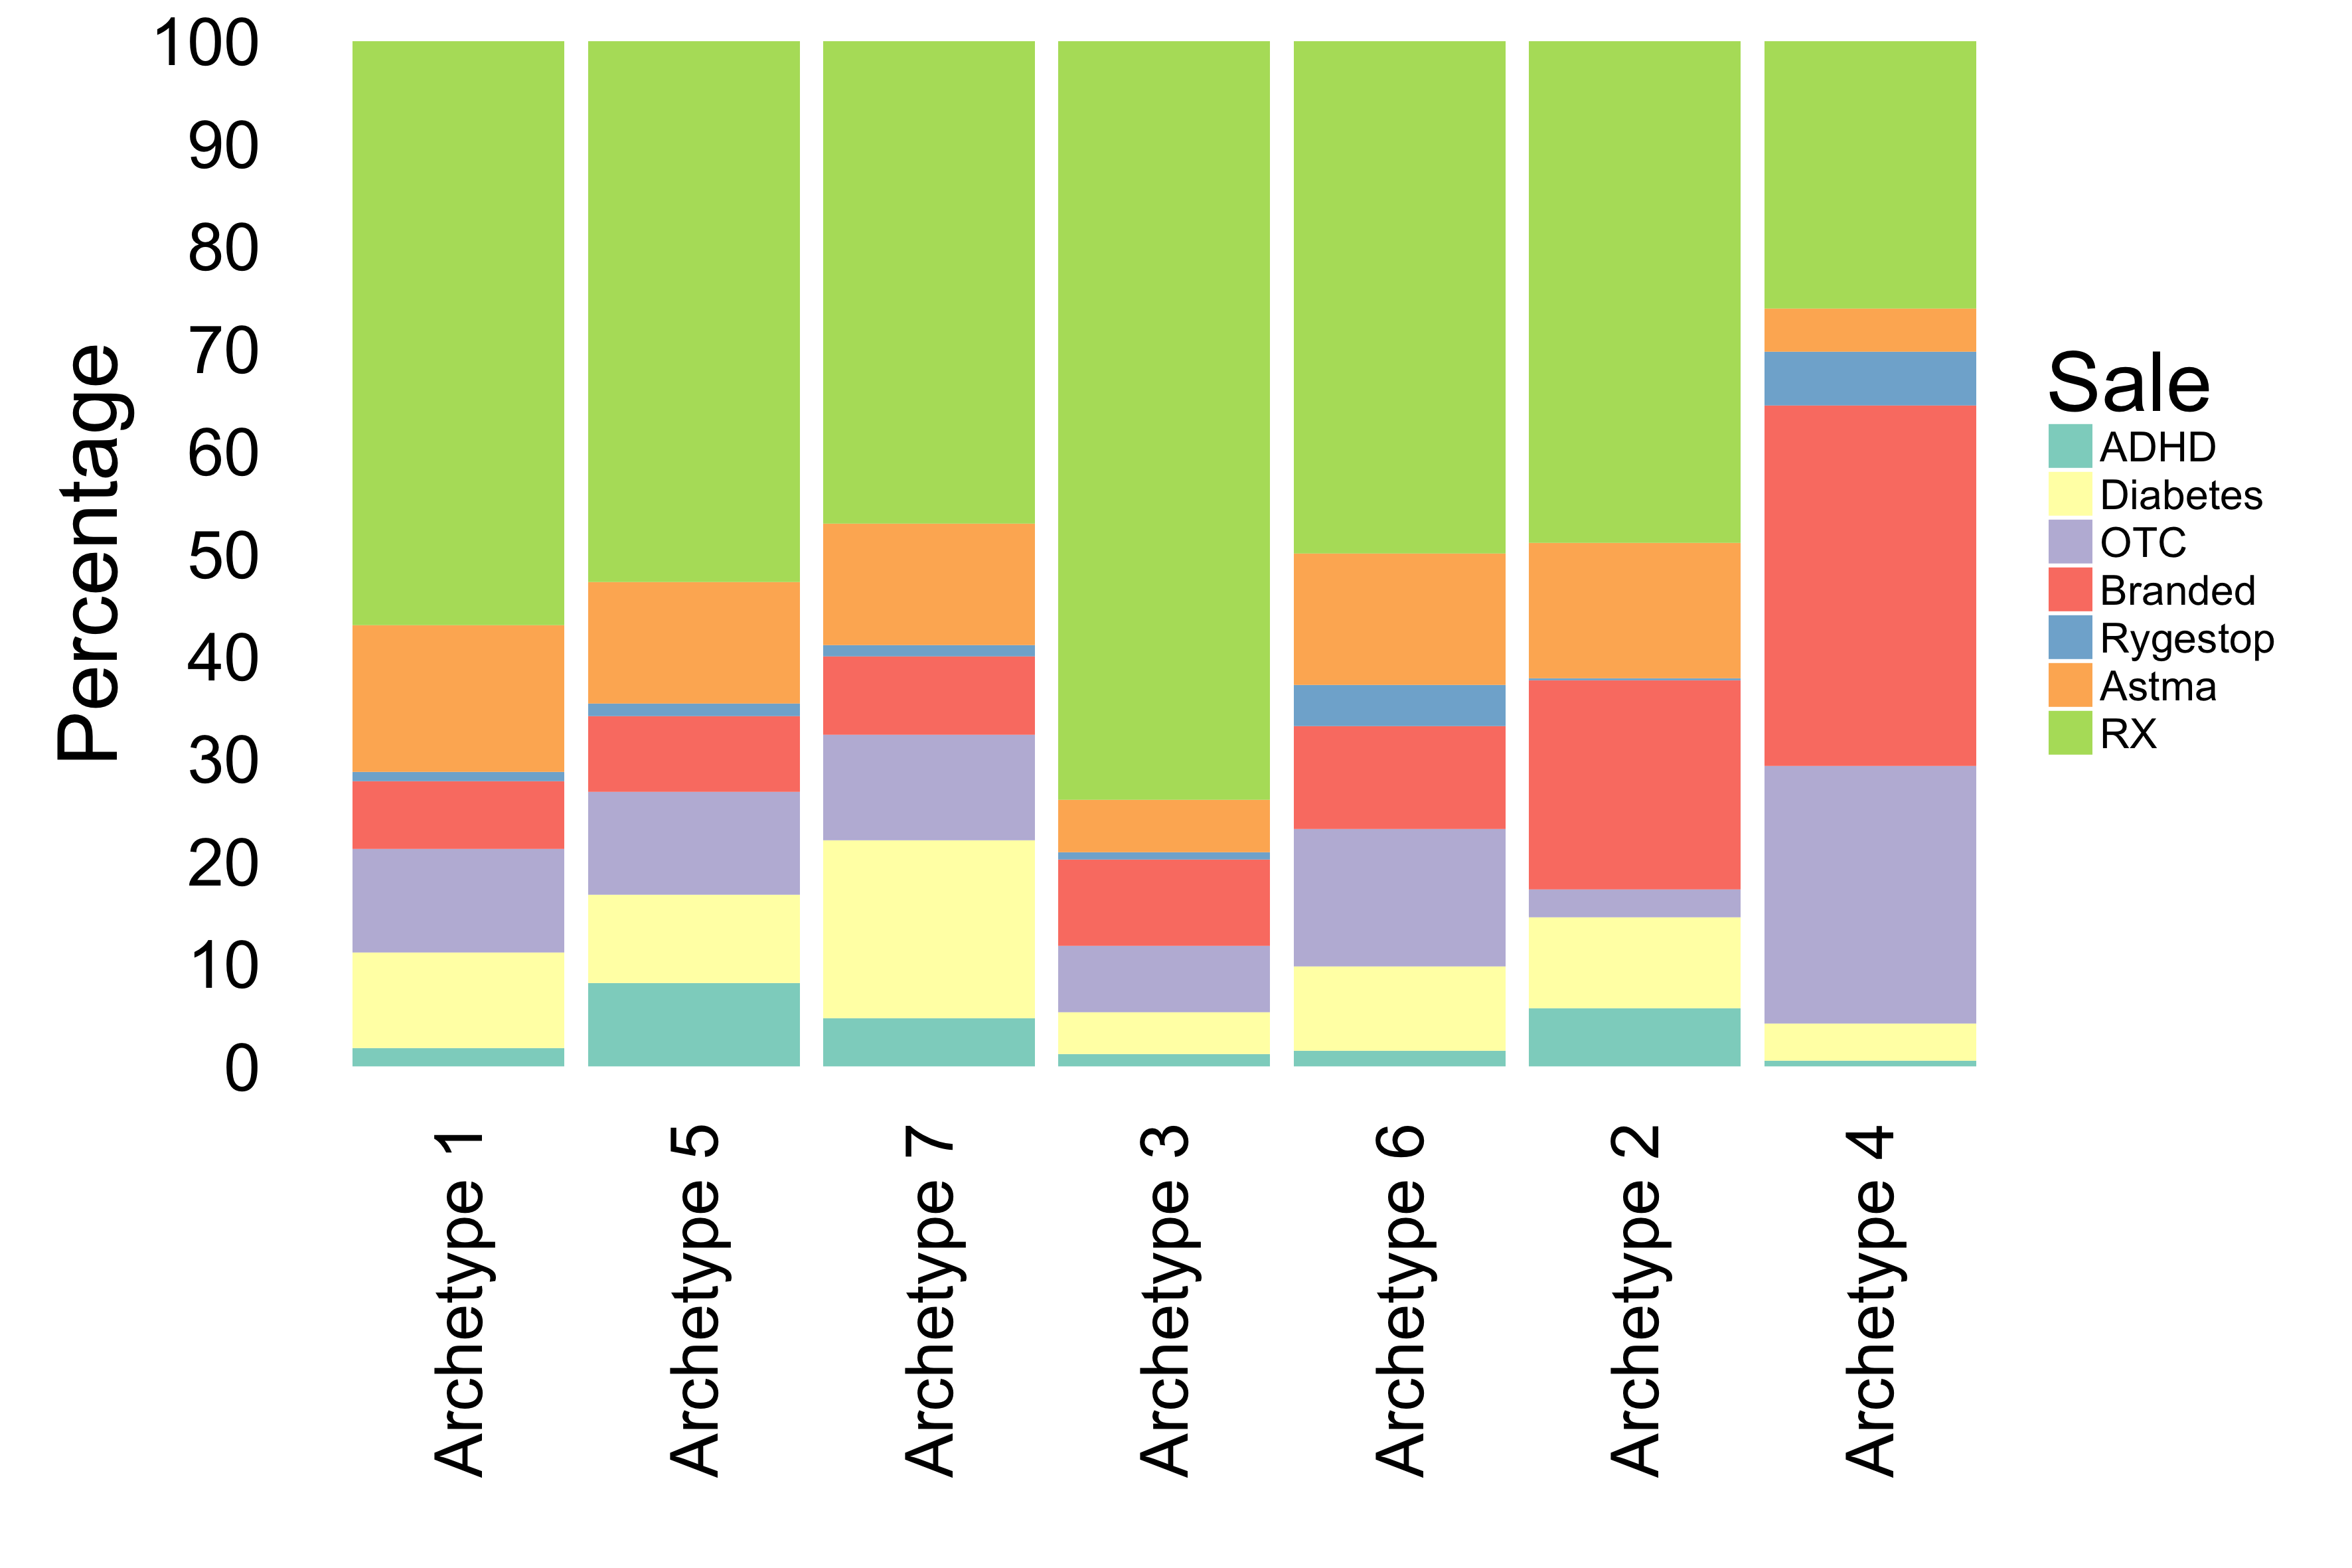 100
90
80
70
60
50
40
30
20
10
0
Percentage
Archetype 1
Archetype 5
Archetype 7
Archetype 3
Archetype 6
Archetype 2
Archetype 4
Sale
ADHD
Diabetes
OTC
Branded
Rygestop
Astma
RX